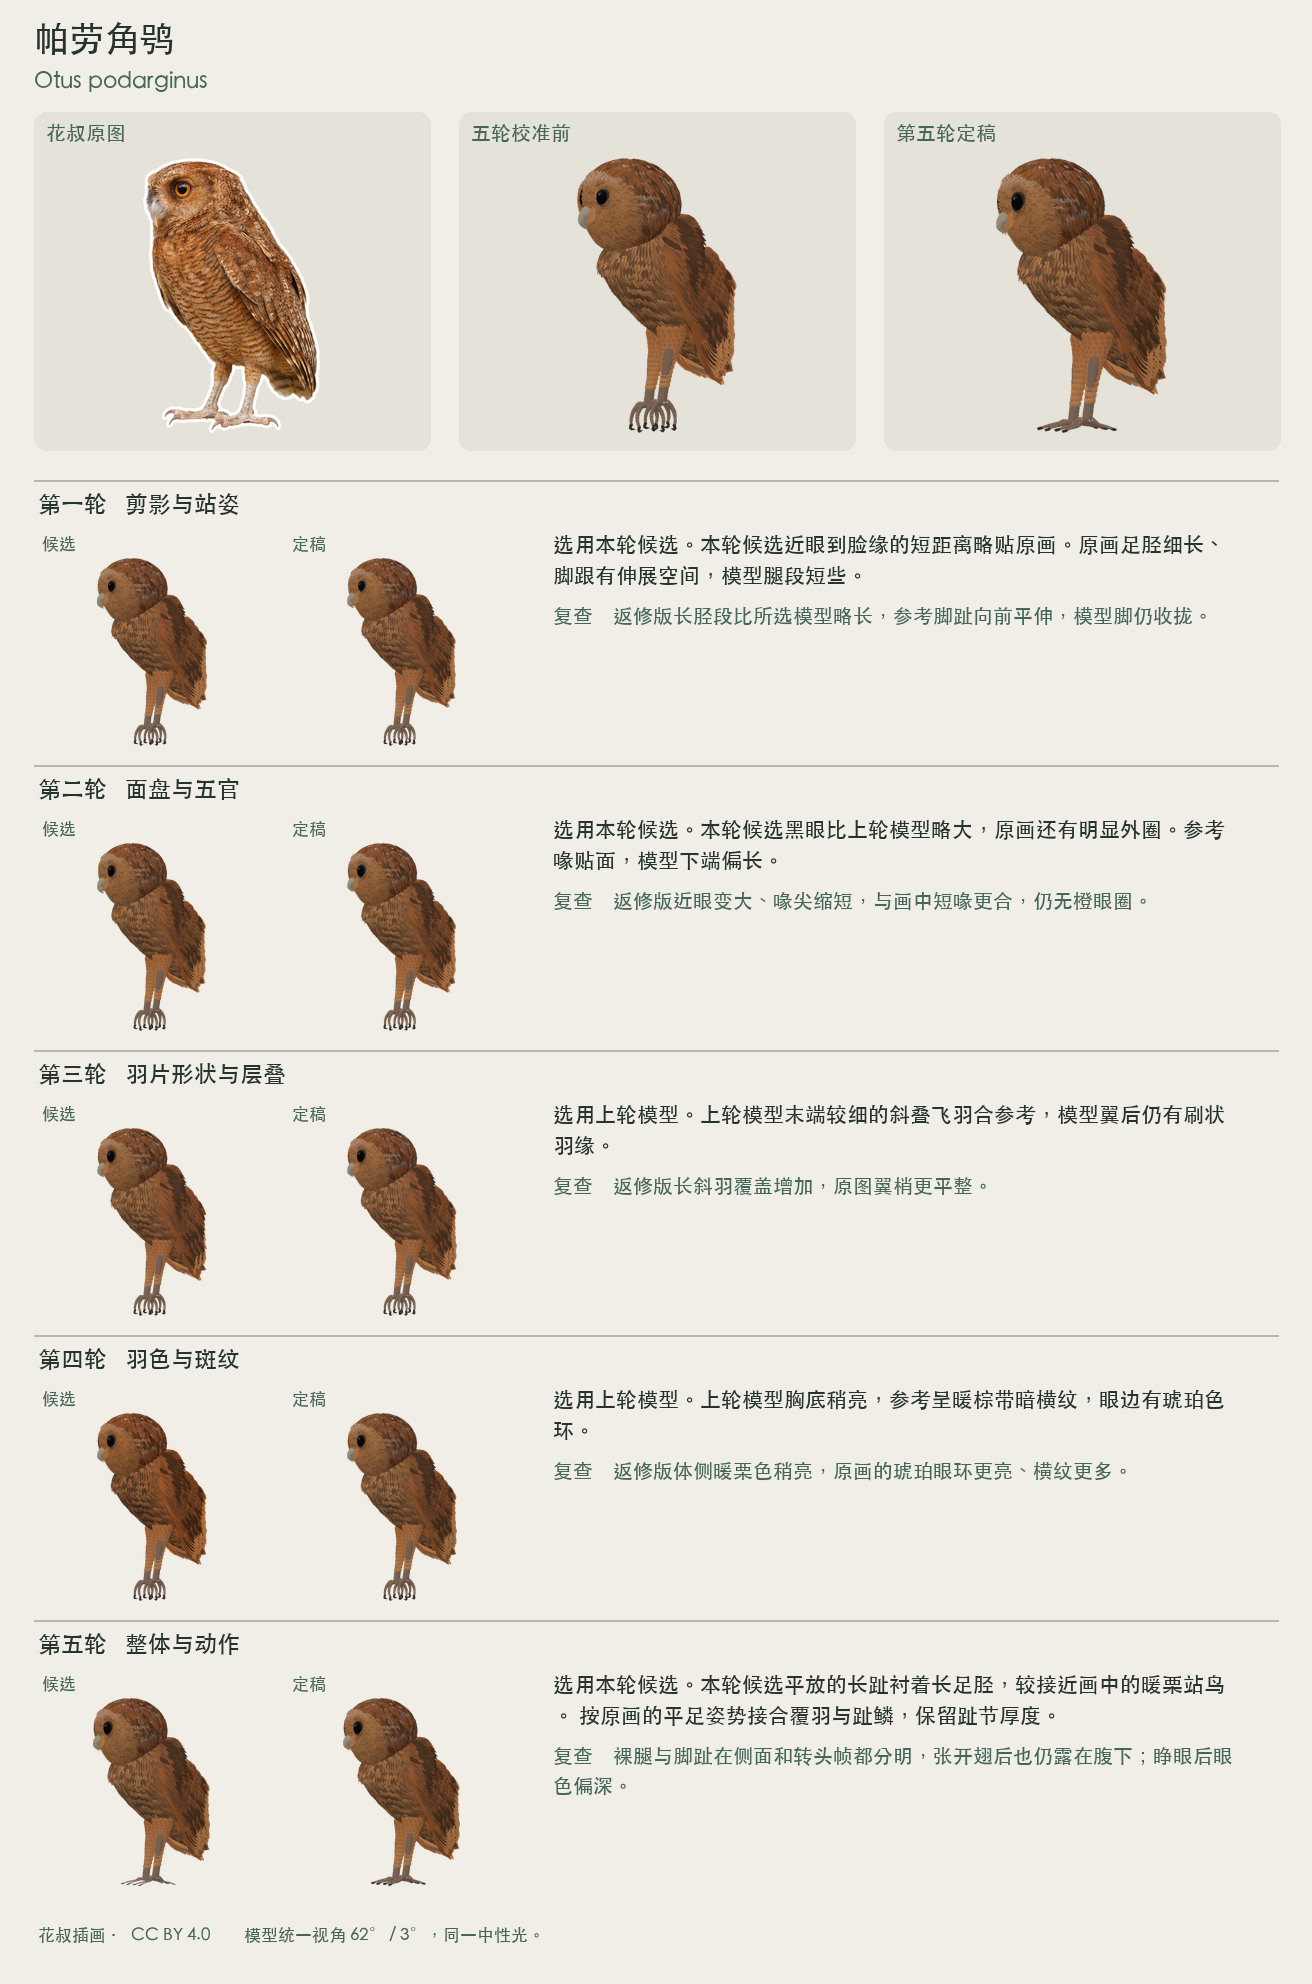 帕劳角鸮
Otus podarginus
花叔原图
五轮校准前
第五轮定稿
第一轮 剪影与站姿
候选
定稿
选用本轮候选。本轮候选近眼到脸缘的短距离略贴原画。原画足胫细长、
脚跟有伸展空间，模型腿段短些。
复查 返修版长胫段比所选模型略长，参考脚趾向前平伸，模型脚仍收拢。
第二轮 面盘与五官
候选
定稿
选用本轮候选。本轮候选黑眼比上轮模型略大，原画还有明显外圈。参考
喙贴面，模型下端偏长。
复查 返修版近眼变大、喙尖缩短，与画中短喙更合，仍无橙眼圈。
第三轮 羽片形状与层叠
候选
定稿
选用上轮模型。上轮模型末端较细的斜叠飞羽合参考，模型翼后仍有刷状
羽缘。
复查 返修版长斜羽覆盖增加，原图翼梢更平整。
第四轮 羽色与斑纹
候选
定稿
选用上轮模型。上轮模型胸底稍亮，参考呈暖棕带暗横纹，眼边有琥珀色
环。
复查 返修版体侧暖栗色稍亮，原画的琥珀眼环更亮、横纹更多。
第五轮 整体与动作
候选
定稿
选用本轮候选。本轮候选平放的长趾衬着长足胫，较接近画中的暖栗站鸟
。 按原画的平足姿势接合覆羽与趾鳞，保留趾节厚度。
复查 裸腿与脚趾在侧面和转头帧都分明，张开翅后也仍露在腹下；睁眼后眼
色偏深。
花叔插画 · CC BY 4.0 模型统一视角 62° / 3° ，同一中性光。